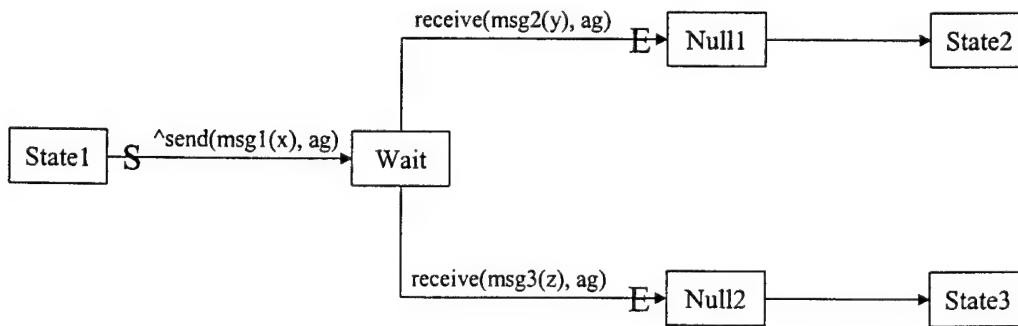 receive(msg2(y), ag)
E
Null1
State2
State1
S
^send(msg1(x), ag)
Wait
receive(msg3(z), ag)
E
Null2
State3